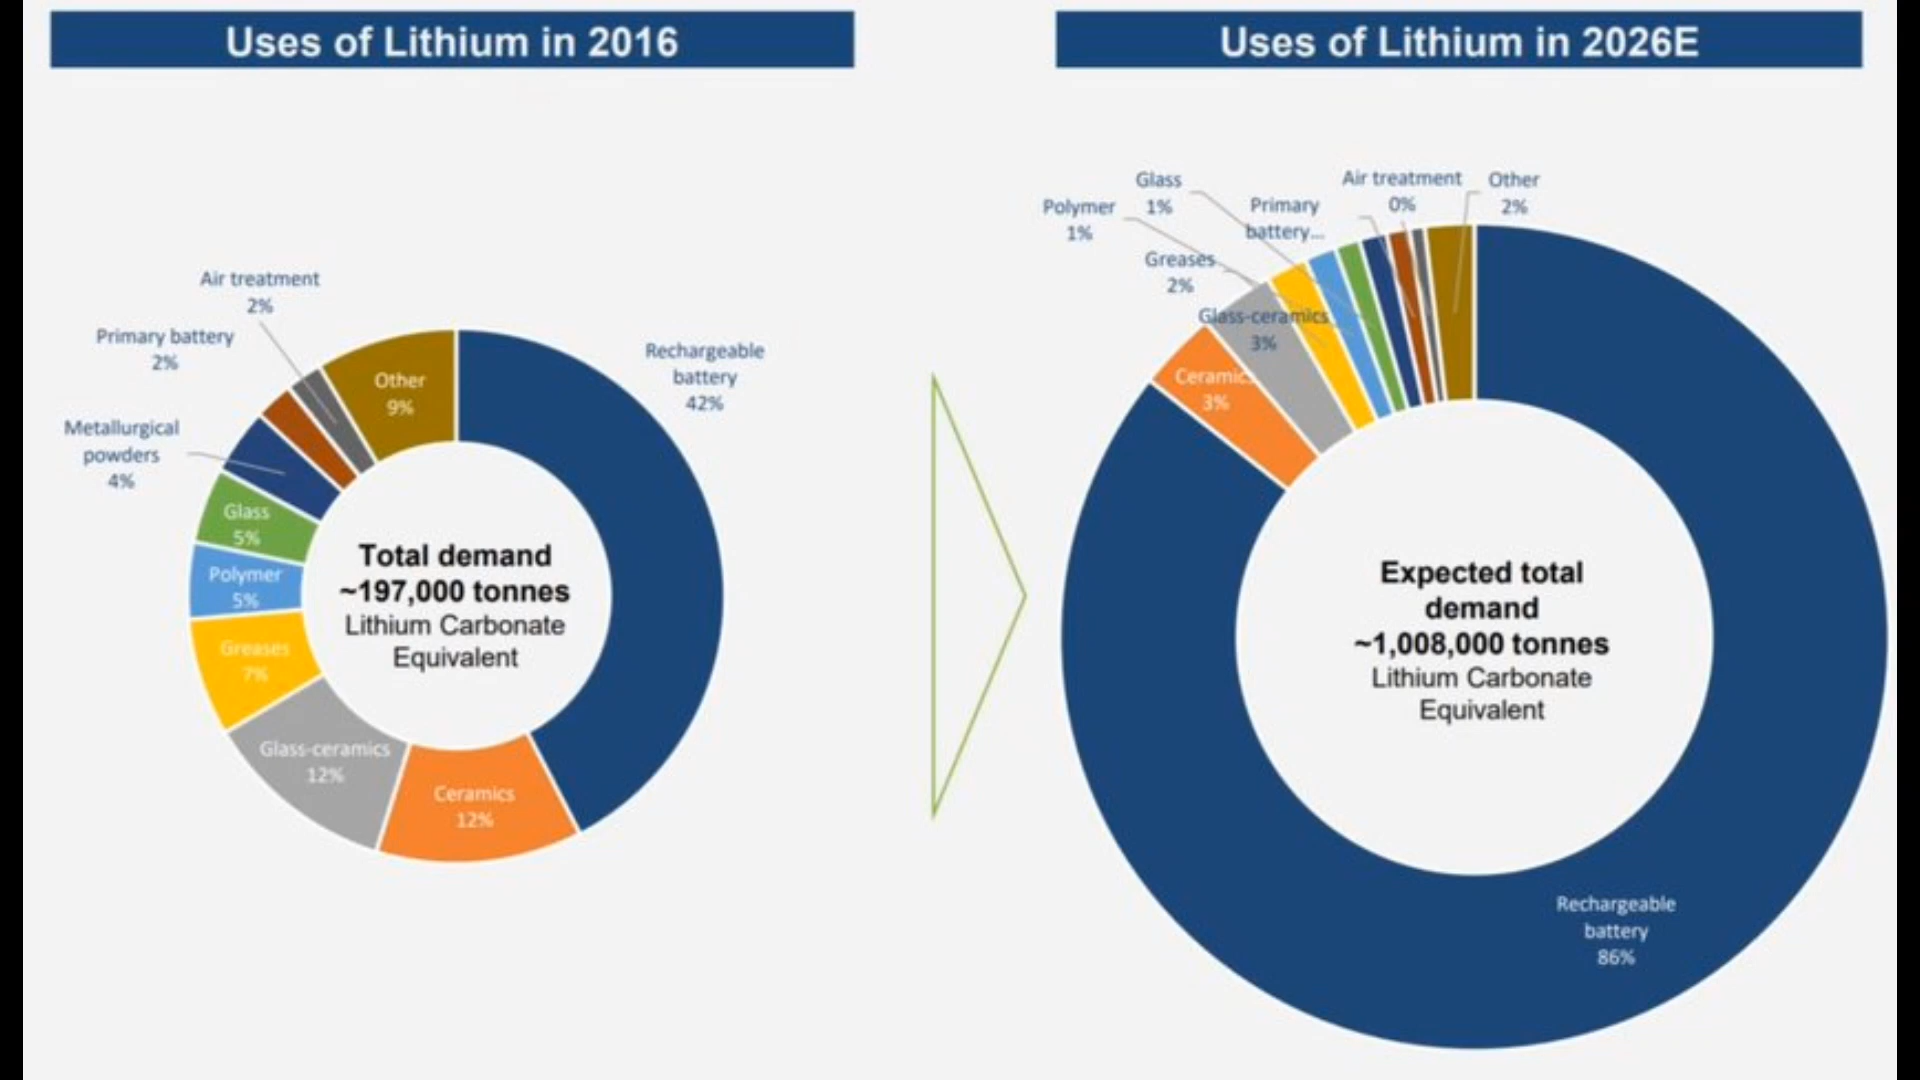 Uses of Lithium in 2016
Air treatment
2%
Primary battery
2%
Metallurgical
powders
4%
Other
9%
Rechargeable
battery
42%
Glass
5%
Polymer
5%
Greases
7%
Glass-ceramics
12%
Ceramics
12%
Total demand
~197,000 tonnes
Lithium Carbonate
Equivalent
Uses of Lithium in 2026E
Glass
1%
Polymer
1%
Primary
battery...
Air treatment
0%
Other
2%
Greases
2%
Glass-ceramics
3%
Ceramics
3%
Expected total
demand
~1,008,000 tonnes
Lithium Carbonate
Equivalent
Rechargeable
battery
86%